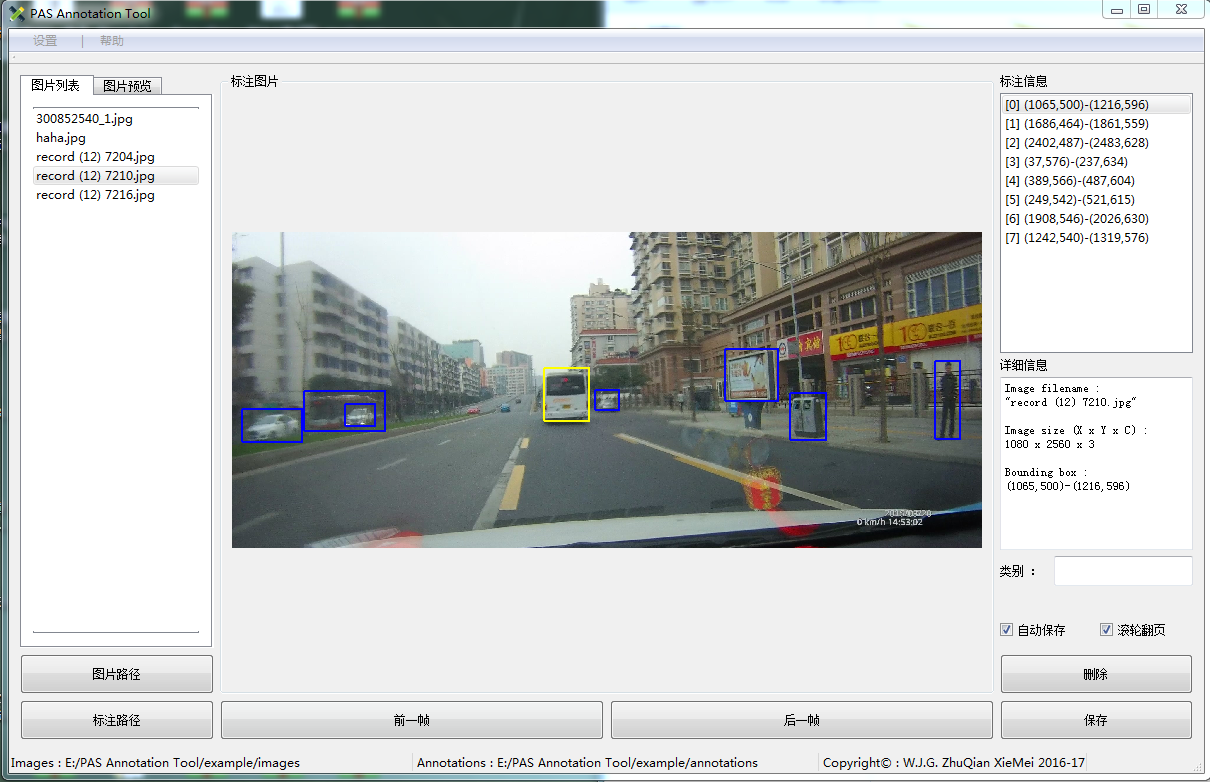 PAS Annotation Tool
设置
帮助
图片列表
图片预览
300852540_1.jpg
haha.jpg
record (12) 7204.jpg
record (12) 7210.jpg
record (12) 7216.jpg
图片路径
标注路径
标注图片
2015/03/20
0 km/h 14:53:02
前一帧
后一帧
标注信息
[0] (1065,500)-(1216,596)
[1] (1686,464)-(1861,559)
[2] (2402,487)-(2483,628)
[3] (37,576)-(237,634)
[4] (389,566)-(487,604)
[5] (249,542)-(521,615)
[6] (1908,546)-(2026,630)
[7] (1242,540)-(1319,576)
详细信息
Image filename :
"record (12) 7210.jpg"
Image size (X x Y x C) :
1080 x 2560 x 3
Bounding box :
(1065,500)-(1216,596)
类别 :
自动保存
滚轮翻页
删除
保存
Images : E:/PAS Annotation Tool/example/images
Annotations : E:/PAS Annotation Tool/example/annotations
Copyright© : W.J.G. ZhuQian XieMei 2016-17